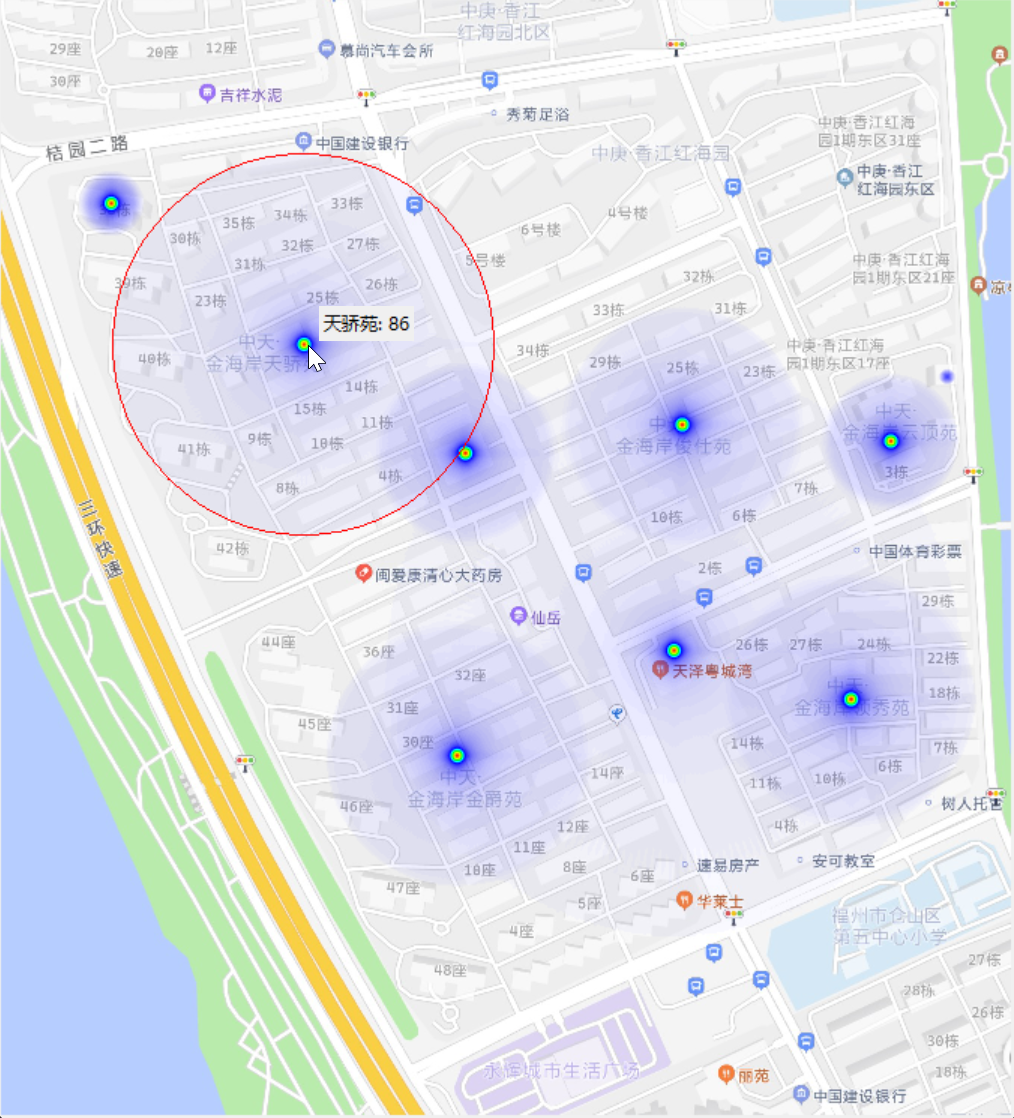 中庚·香江
红海园北区
29座
20座
12座
慕尚汽车会所
30座
吉祥水泥
秀菊足浴
中庚·香江红海
园1期东区31座
桔园二路
中国建设银行
中庚·香江红海园
中庚·香江
红海园东区
33栋
34栋
35栋
4号楼
6号楼
30栋
32栋
27栋
5号楼
31栋
中庚·香江红海
园1期东区21座
39栋
26栋
32栋
凉
23栋
25栋
33栋
31栋
天骄苑: 86
中天·
金海岸天骄
34栋
中庚·香江红海
园1期东区17座
40栋
29栋
25栋
23栋
14栋
15栋
11栋
中天·
金海岸云顶苑
金海岸俊仕苑
9栋
10栋
41栋
4栋
3栋
8栋
7栋
10栋
6栋
三环快速
42栋
中国体育彩票
闽爱康清心大药房
2栋
29栋
仙岳
44座
36座
26栋
27栋
24栋
22栋
天泽粤城湾
32座
中天·
金海岸颐秀苑
18栋
31座
45座
30座
14栋
7栋
中天·
金海岸金爵苑
14座
6栋
11栋
10栋
46座
树人托管
12座
4栋
11座
速易房产
安可教室
10座
8座
6座
47座
5座
华莱士
福州市仓山区
第五中心小学
4座
48座
27栋
28栋
26栋
30栋
永辉城市生活广场
丽苑
18栋
中国建设银行